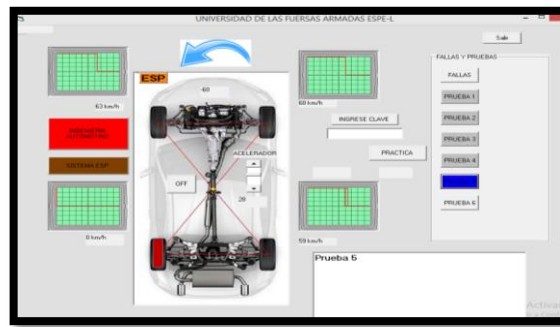 UNIVERSIDAD DE LAS FUERSAS ARMADAS ESPE-L
Salir
ESP
60
63 km/h
60 km/h
FALLAS Y PRUEBAS
FALLAS
PRUEBA 1
PRUEBA 2
PRUEBA 3
PRUEBA 4
PRUEBA 6
INGRESE CLAVE
PRACTICA
AUTOMOTRIZ
SISTEMA ESP
ACELERADOR
OFF
28
0 km/h
59 km/h
Prueba 5